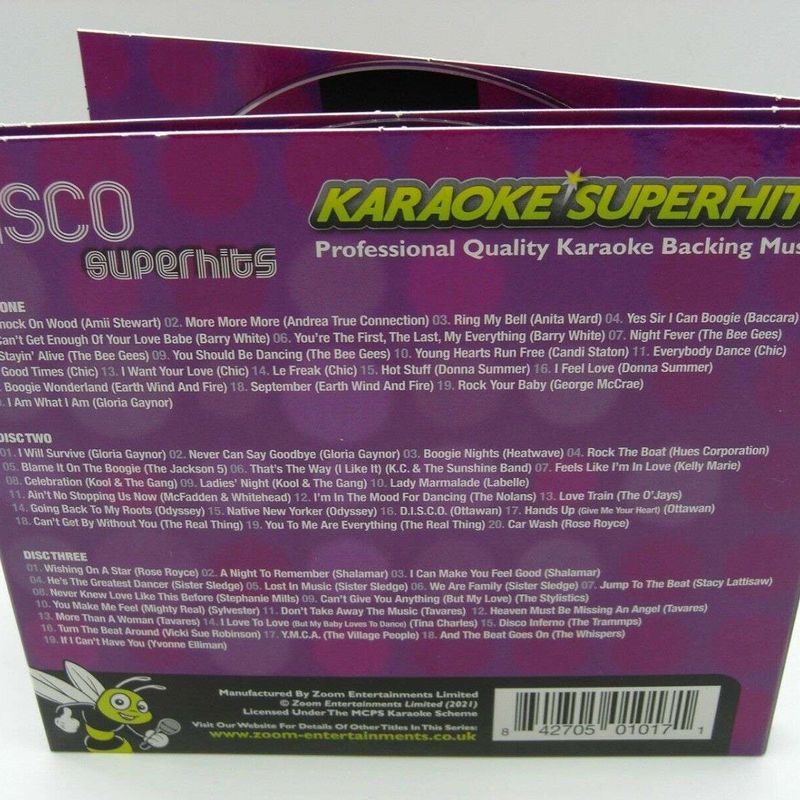 ISCO
superhits
KARAOKE SUPERHIT
Professional Quality Karaoke Backing Mus
ONE
nock On Wood (Amii Stewart) 02. More More More (Andrea True Connection) 03. Ring My Bell (Anita Ward) 04. Yes Sir I Can Boogie (Baccara)
an't Get Enough Of Your Love Babe (Barry White) 06. You're The First, The Last, My Everything (Barry White) 07. Night Fever (The Bee Gees)
Stayin' Alive (The Bee Gees) 09. You Should Be Dancing (The Bee Gees) 10. Young Hearts Run Free (Candi Staton) 11. Everybody Dance (Chic)
Good Times (Chic) 13. I Want Your Love (Chic) 14. Le Freak (Chic) 15. Hot Stuff (Donna Summer) 16. I Feel Love (Donna Summer)
. Boogie Wonderland (Earth Wind And Fire) 18. September (Earth Wind And Fire) 19. Rock Your Baby (George McCrae)
. I Am What I Am (Gloria Gaynor)
DISC TWO
01. I Will Survive (Gloria Gaynor) 02. Never Can Say Goodbye (Gloria Gaynor) 03. Boogie Nights (Heatwave) 04. Rock The Boat (Hues Corporation)
05. Blame It On The Boogie (The Jackson 5) 06. That's The Way (I Like It) (K.C. & The Sunshine Band) 07. Feels Like I'm In Love (Kelly Marie)
08. Celebration (Kool & The Gang) 09. Ladies' Night (Kool & The Gang) 10. Lady Marmalade (Labelle)
11. Ain't No Stopping Us Now (McFadden & Whitehead) 12. I'm In The Mood For Dancing (The Nolans) 13. Love Train (The O'Jays)
14. Going Back To My Roots (Odyssey) 15. Native New Yorker (Odyssey) 16. D.I.S.C.O. (Ottawan) 17. Hands Up (Give Me Your Heart) (Ottawan)
18. Can't Get By Without You (The Real Thing) 19. You To Me Are Everything (The Real Thing) 20. Car Wash (Rose Royce)
DISC THREE
01. Wishing On A Star (Rose Royce) 02. A Night To Remember (Shalamar) 03. I Can Make You Feel Good (Shalamar)
04. He's The Greatest Dancer (Sister Sledge) 05. Lost In Music (Sister Sledge) 06. We Are Family (Sister Sledge) 07. Jump To The Beat (Stacy Lattisaw)
08. Never Knew Love Like This Before (Stephanie Mills) 09. Can't Give You Anything (But My Love) (The Stylistics)
10. You Make Me Feel (Mighty Real) (Sylvester) 11. Don't Take Away The Music (Tavares) 12. Heaven Must Be Missing An Angel (Tavares)
13. More Than A Woman (Tavares) 14. I Love To Love (But My Baby Loves To Dance) (Tina Charles) 15. Disco Inferno (The Trammps)
16. Turn The Beat Around (Vicki Sue Robinson) 17. Y.M.C.A. (The Village People) 18. And The Beat Goes On (The Whispers)
19. If I Can't Have You (Yvonne Elliman)
Manufactured By Zoom Entertainments Limited
© Zoom Entertainments Limited (2021)
Licensed Under The MCPS Karaoke Scheme
Visit Our Website For Details Of Other Titles In This Series:
www.zoom-entertainments.co.uk
8 42705 01017 1